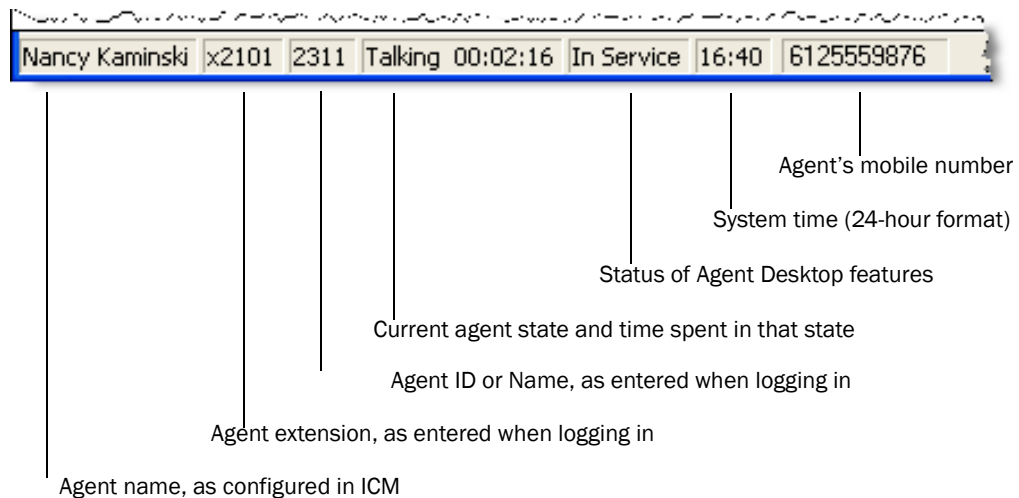 Nancy Kaminski x2101 2311 Talking 00:02:16 In Service 16:40 6125559876
Agent’s mobile number
System time (24-hour format)
Status of Agent Desktop features
Current agent state and time spent in that state
Agent ID or Name, as entered when logging in
Agent extension, as entered when logging in
Agent name, as configured in ICM